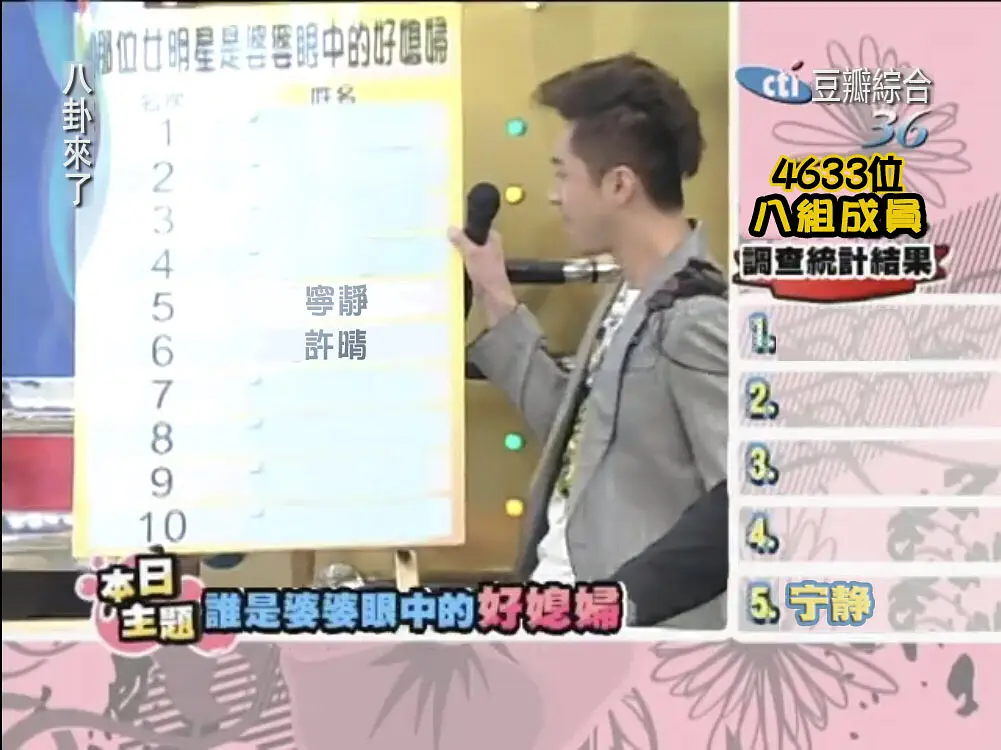 哪位女明星是婆婆眼中的好媳婦
名次 姓名
1
2
3
4
5 寧靜
6 許晴
7
8
9
10
八卦來了
cti 豆瓣綜合
36
4633位
八組成員
調查統計結果
1.
2.
3.
4.
5. 宁静
本日
主題
誰是婆婆眼中的好媳婦